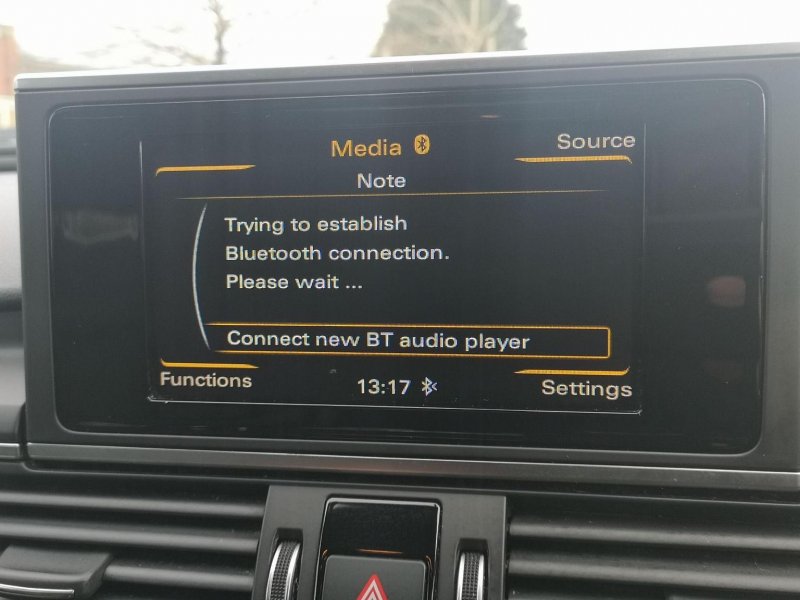 Media
Source
Note
Trying to establish
Bluetooth connection.
Please wait ...
Connect new BT audio player
Functions
13:17
Settings